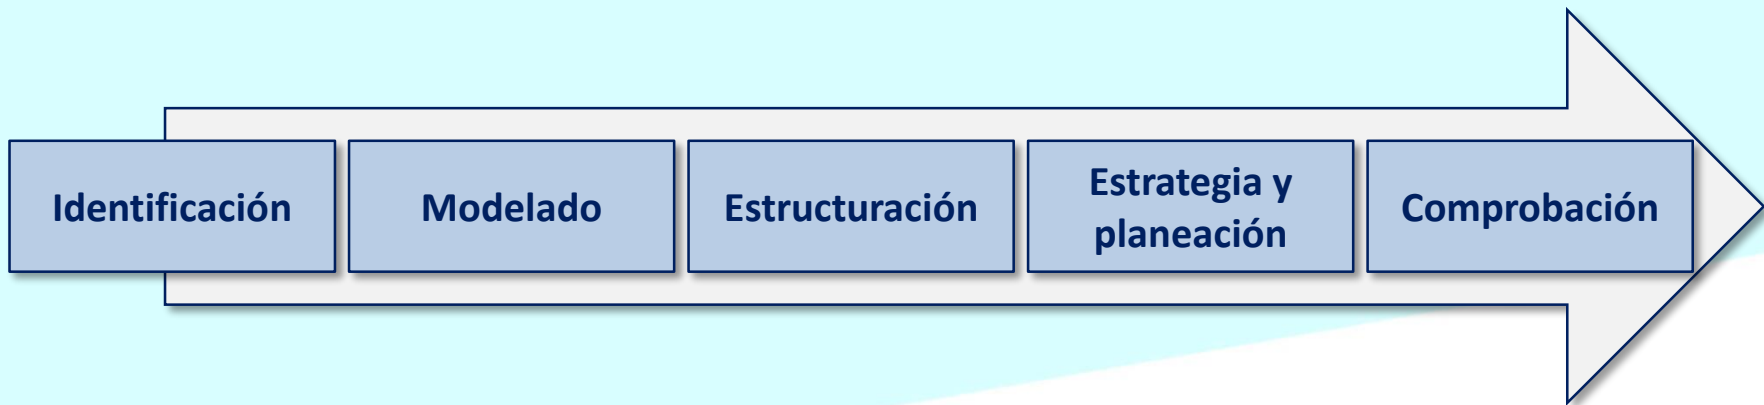 Identificación
Modelado
Estructuración
Estrategia y
planeación
Comprobación